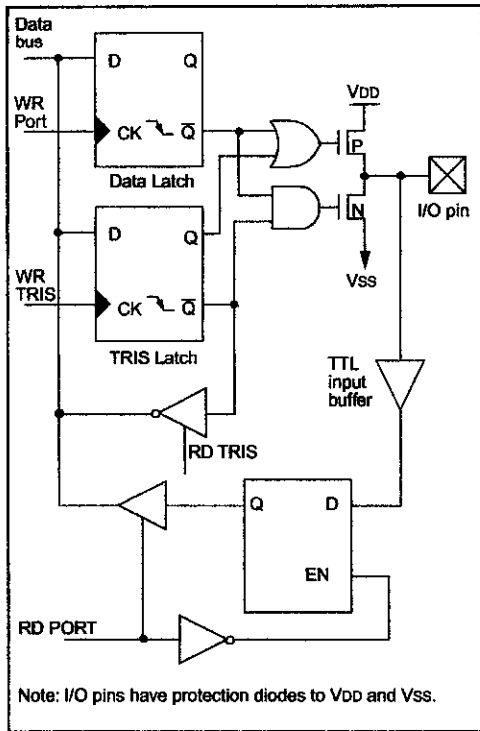 Data
bus
D Q
WR
Port
CK Q̅
Data Latch
VDD
P
N
I/O pin
VSS
D Q
WR
TRIS
CK Q̅
TRIS Latch
TTL
input
buffer
RD TRIS
Q D
EN
RD PORT
Note: I/O pins have protection diodes to VDD and VSS.